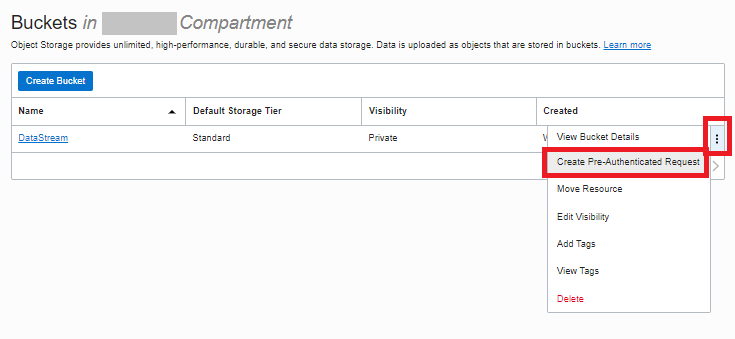 Buckets in Compartment
Object Storage provides unlimited, high-performance, durable, and secure data storage. Data is uploaded as objects that are stored in buckets. Learn more
Create Bucket
Name Default Storage Tier Visibility Created
DataStream Standard Private
View Bucket Details
Create Pre-Authenticated Request
Move Resource
Edit Visibility
Add Tags
View Tags
Delete